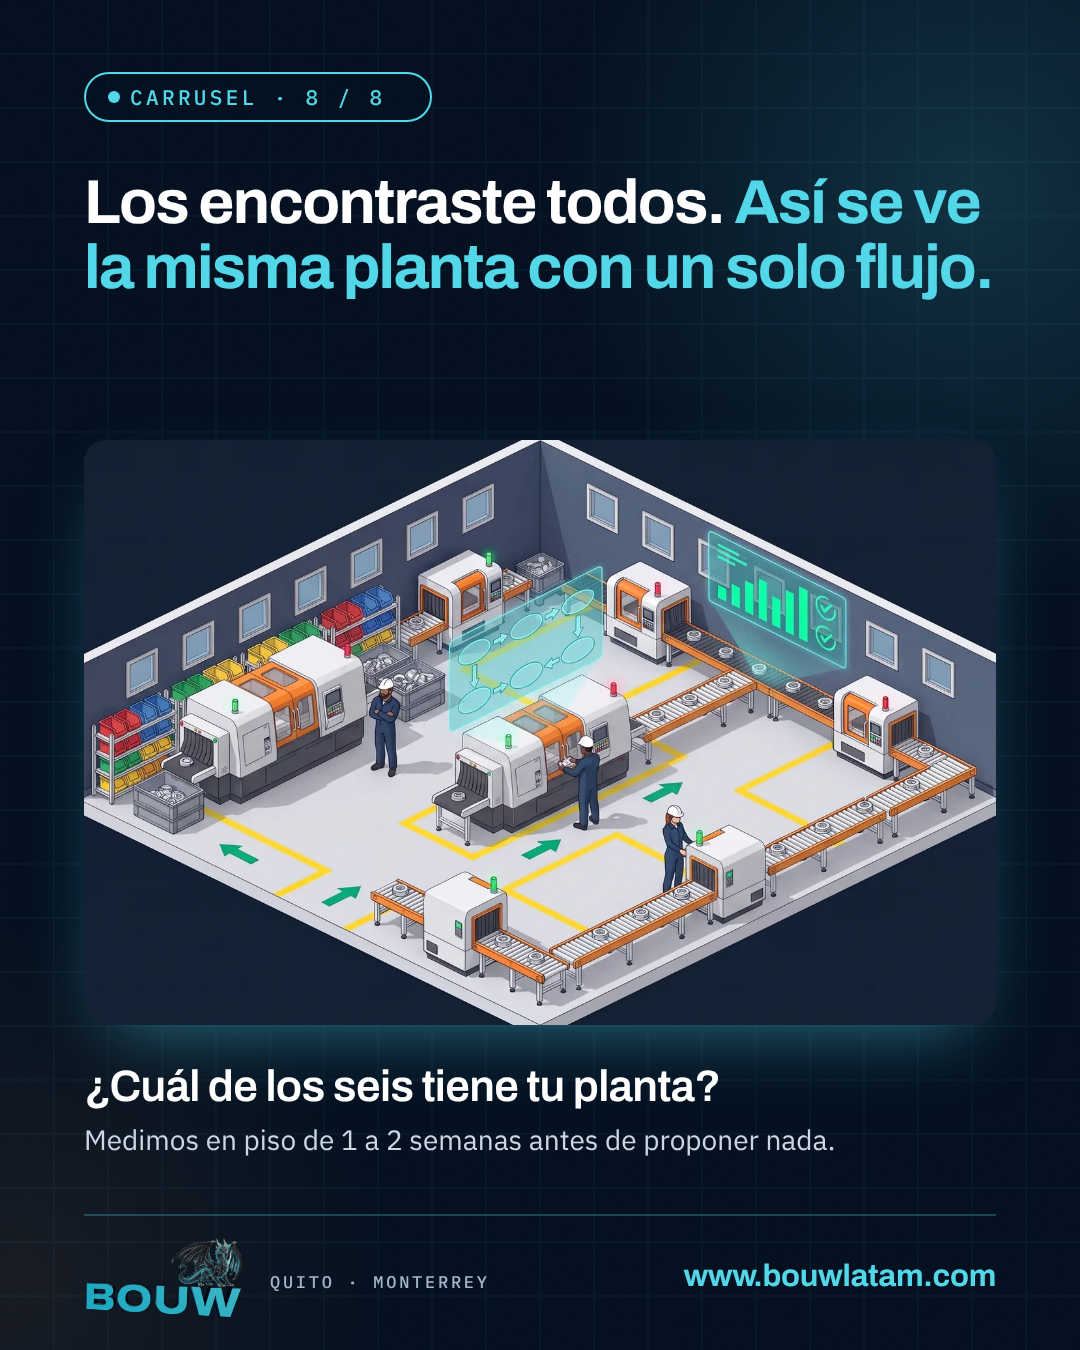 CARRUSEL · 8 / 8
Los encontraste todos. Así se ve
la misma planta con un solo flujo.
¿Cuál de los seis tiene tu planta?
Medimos en piso de 1 a 2 semanas antes de proponer nada.
BOUW
QUITO · MONTERREY
www.bouwlatam.com